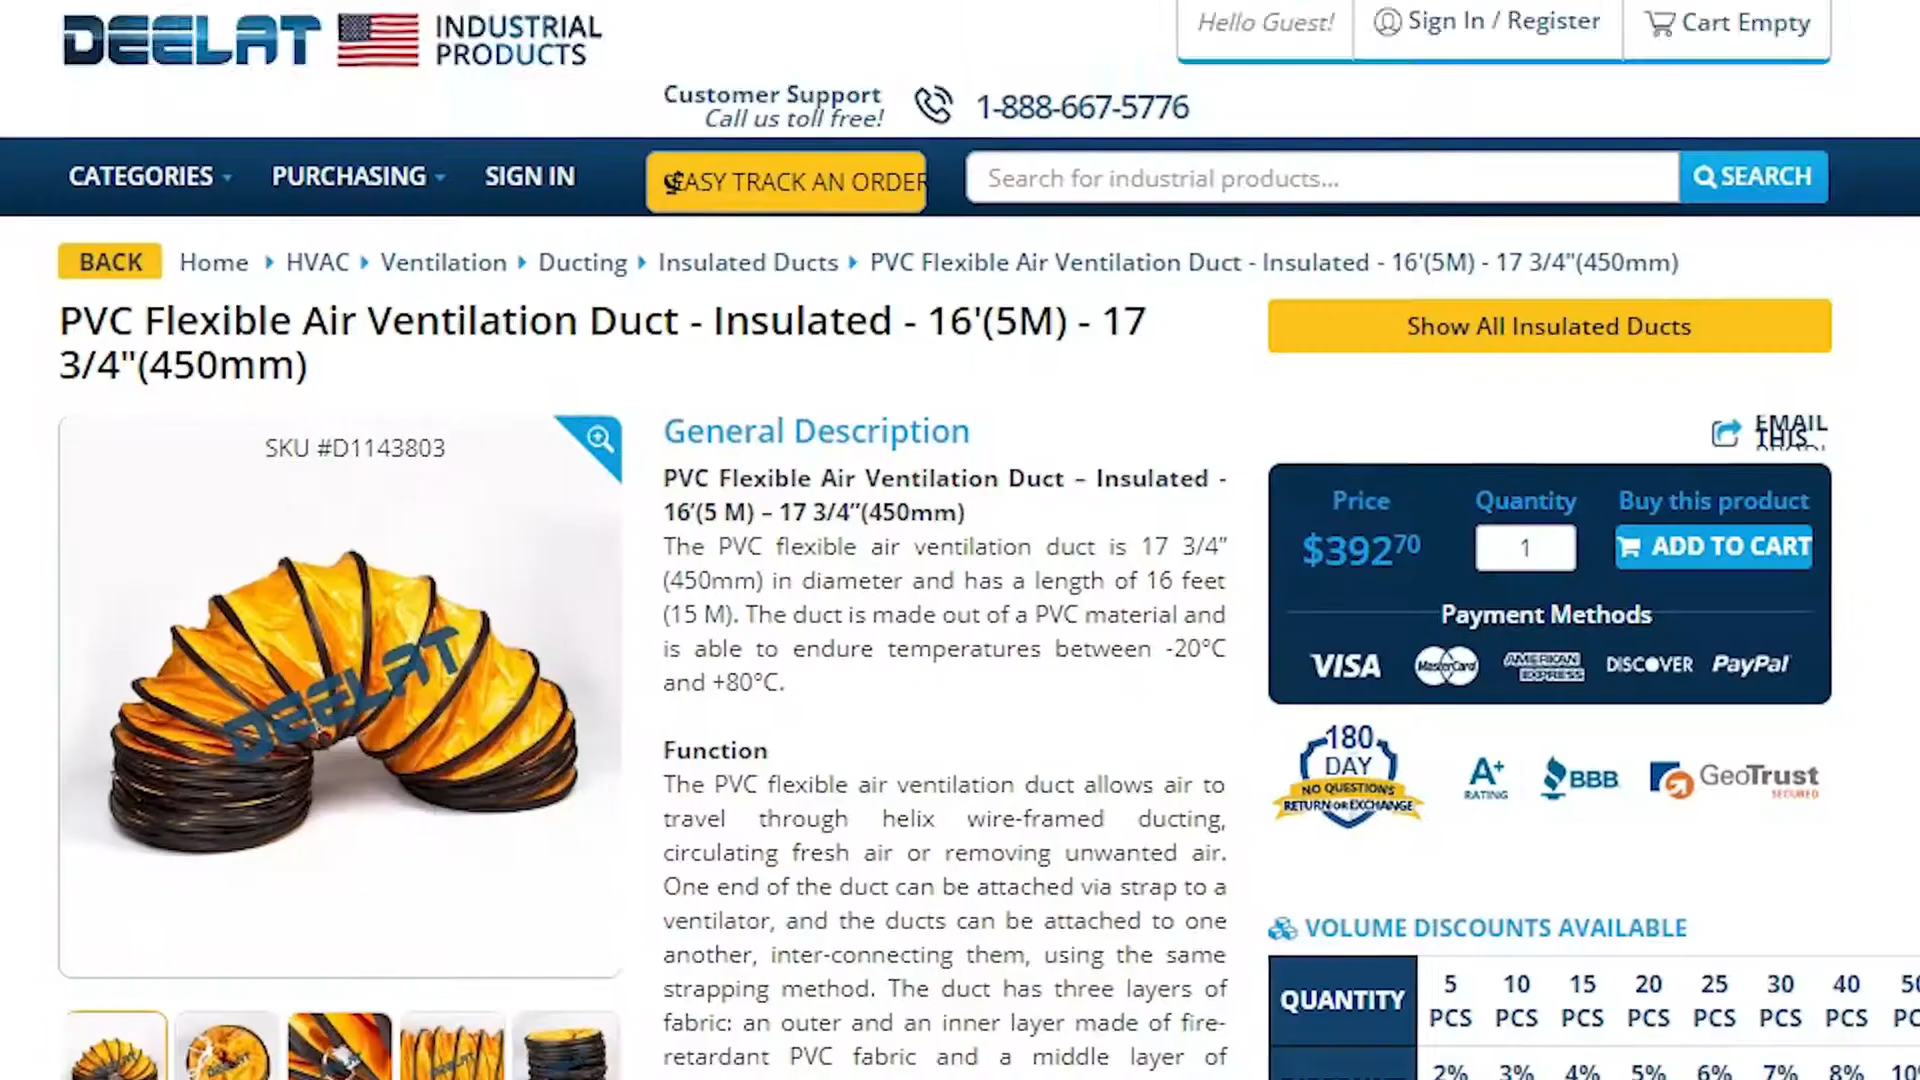 DEELAT INDUSTRIAL PRODUCTS
Hello Guest!
Sign In / Register
Cart Empty
Customer Support
Call us toll free!
1-888-667-5776
CATEGORIES
PURCHASING
SIGN IN
EASY TRACK AN ORDER
Search for industrial products...
SEARCH
BACK
Home
HVAC
Ventilation
Ducting
Insulated Ducts
PVC Flexible Air Ventilation Duct - Insulated - 16'(5M) - 17 3/4"(450mm)
PVC Flexible Air Ventilation Duct - Insulated - 16'(5M) - 17
3/4"(450mm)
Show All Insulated Ducts
SKU #D1143803
DEELAT
General Description
PVC Flexible Air Ventilation Duct – Insulated -
16’(5 M) – 17 3/4”(450mm)
The PVC flexible air ventilation duct is 17 3/4”
(450mm) in diameter and has a length of 16 feet
(15 M). The duct is made out of a PVC material and
is able to endure temperatures between -20°C
and +80°C.
Function
The PVC flexible air ventilation duct allows air to
travel through helix wire-framed ducting,
circulating fresh air or removing unwanted air.
One end of the duct can be attached via strap to a
ventilator, and the ducts can be attached to one
another, inter-connecting them, using the same
strapping method. The duct has three layers of
fabric: an outer and an inner layer made of fire-
retardant PVC fabric and a middle layer of
EMAIL
THIS
Price
Quantity
Buy this product
$392 70
1
ADD TO CART
Payment Methods
VISA
MasterCard
AMERICAN EXPRESS
DISCOVER
PayPal
180
DAY
NO QUESTIONS
RETURN OR EXCHANGE
A+
RATING
BBB
GeoTrust
SECURED
VOLUME DISCOUNTS AVAILABLE
QUANTITY
5 PCS
10 PCS
15 PCS
20 PCS
25 PCS
30 PCS
40 PCS
2%
3%
4%
5%
6%
7%
8%
DEELAT
DEELAT